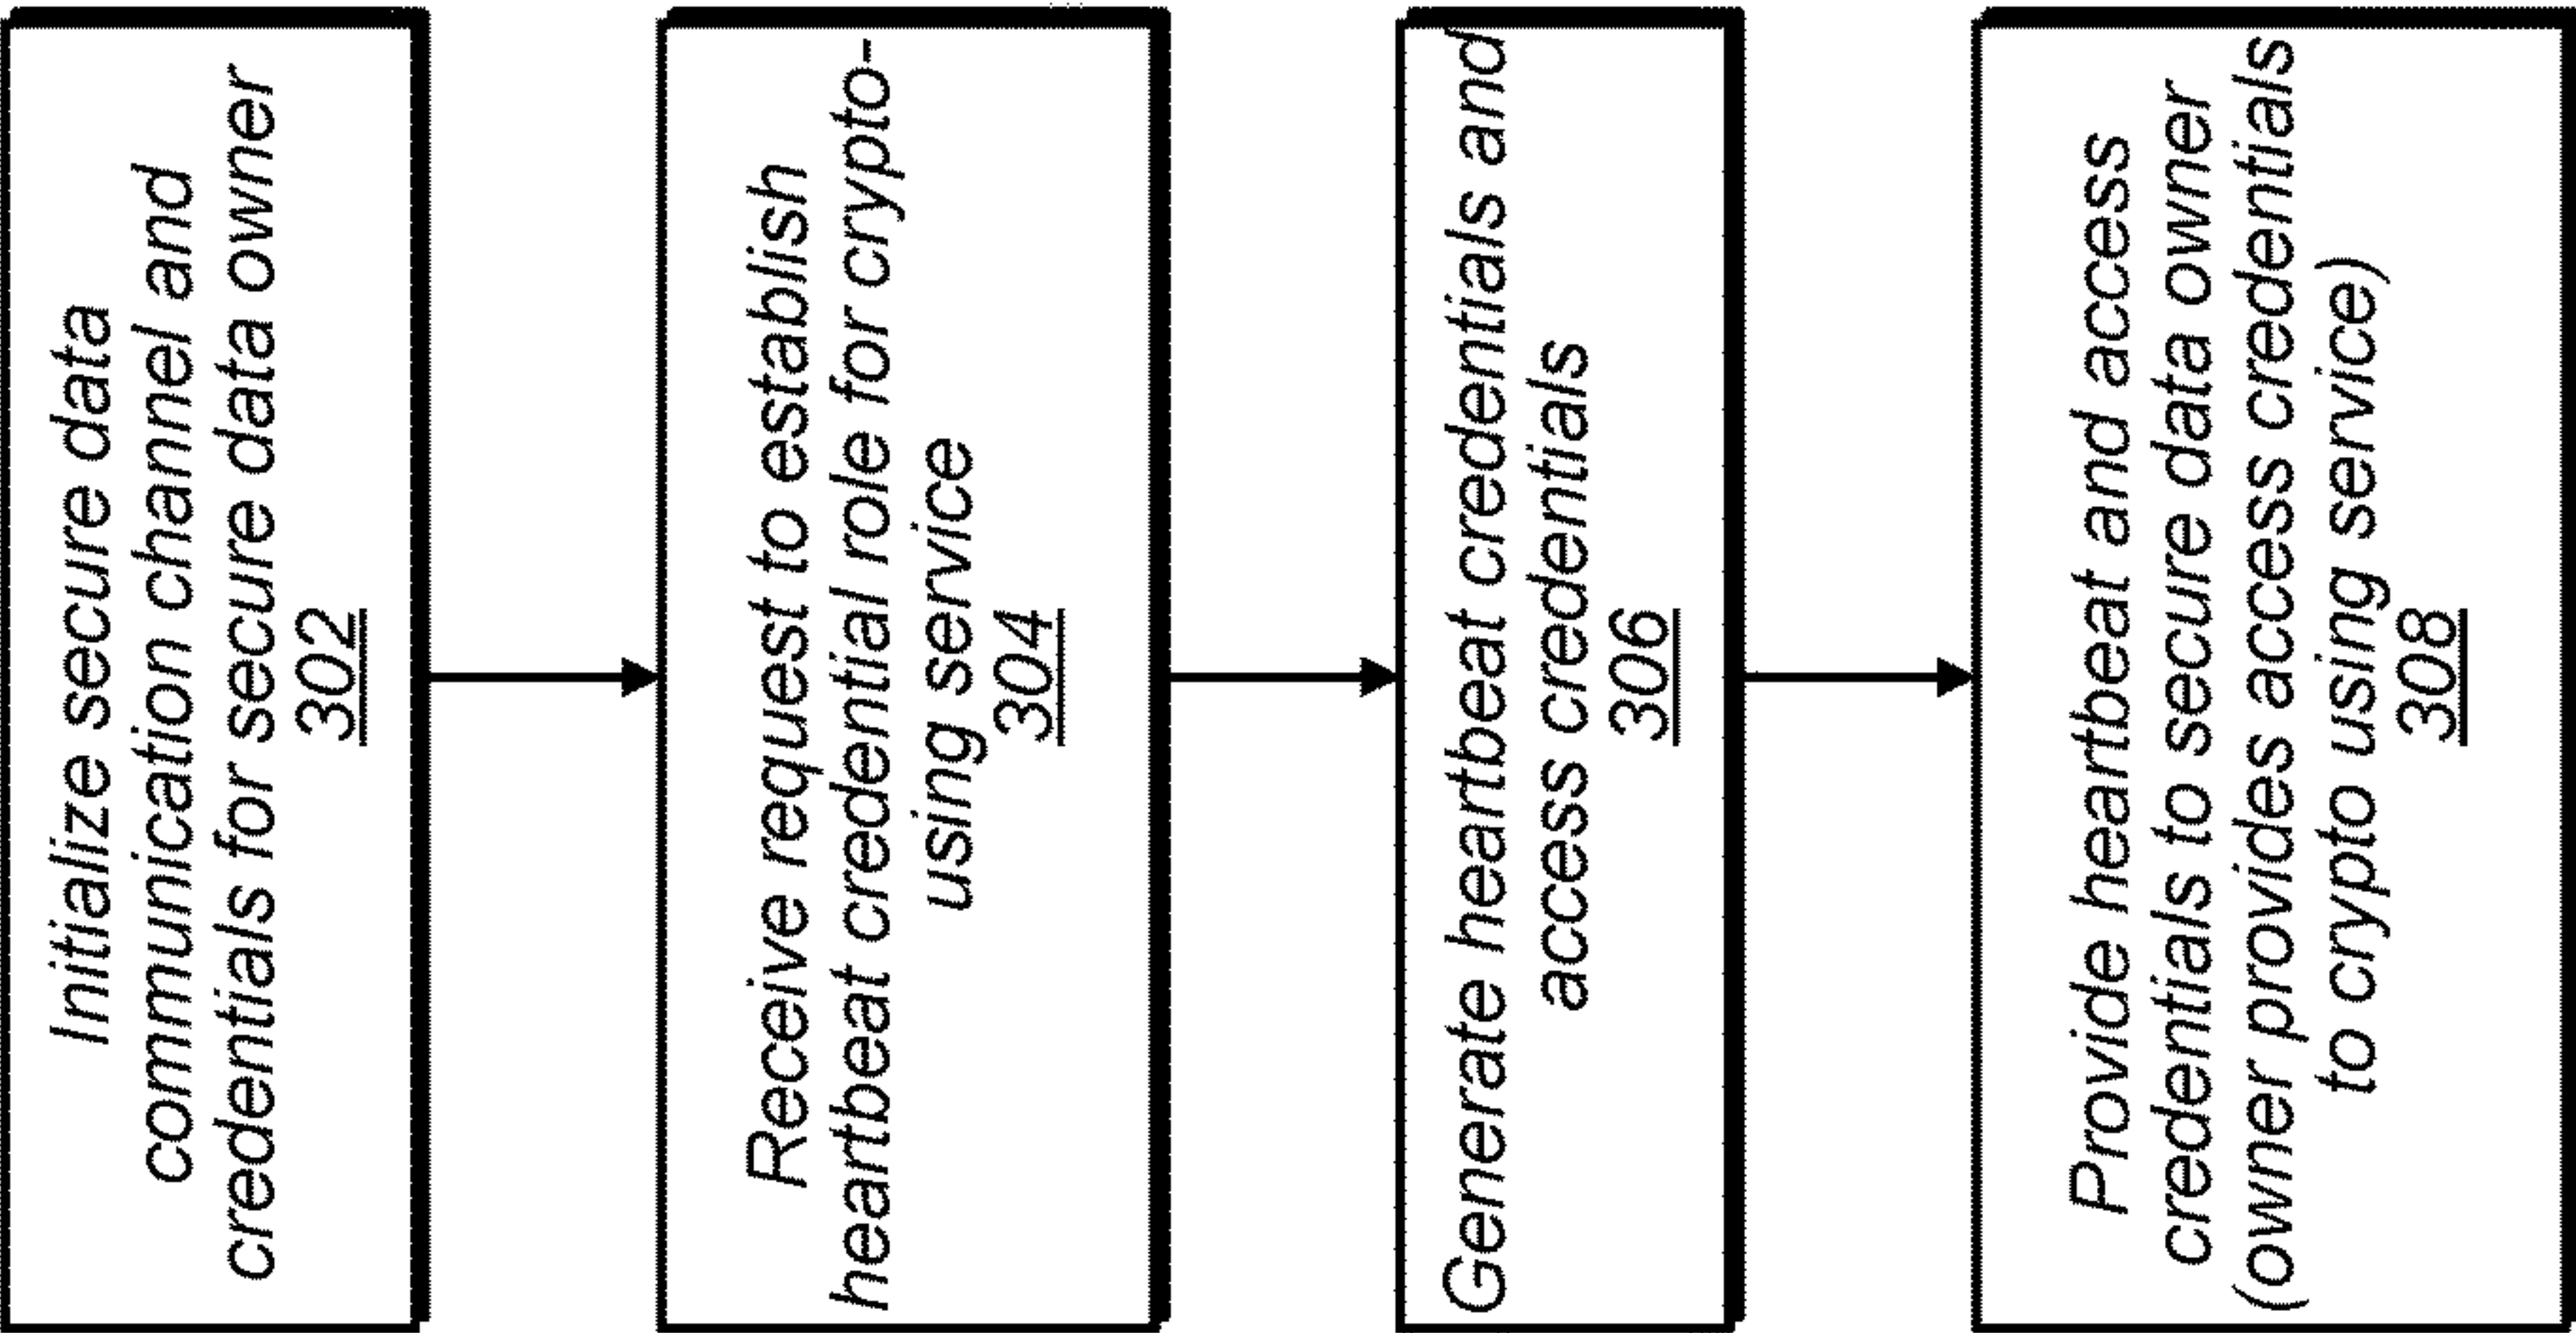 Initialize secure data
communication channel and
credentials for secure data owner
302
Receive request to establish
heartbeat credential role for crypto-
using service
304
Generate heartbeat credentials and
access credentials
306
Provide heartbeat and access
credentials to secure data owner
(owner provides access credentials
to crypto using service)
308